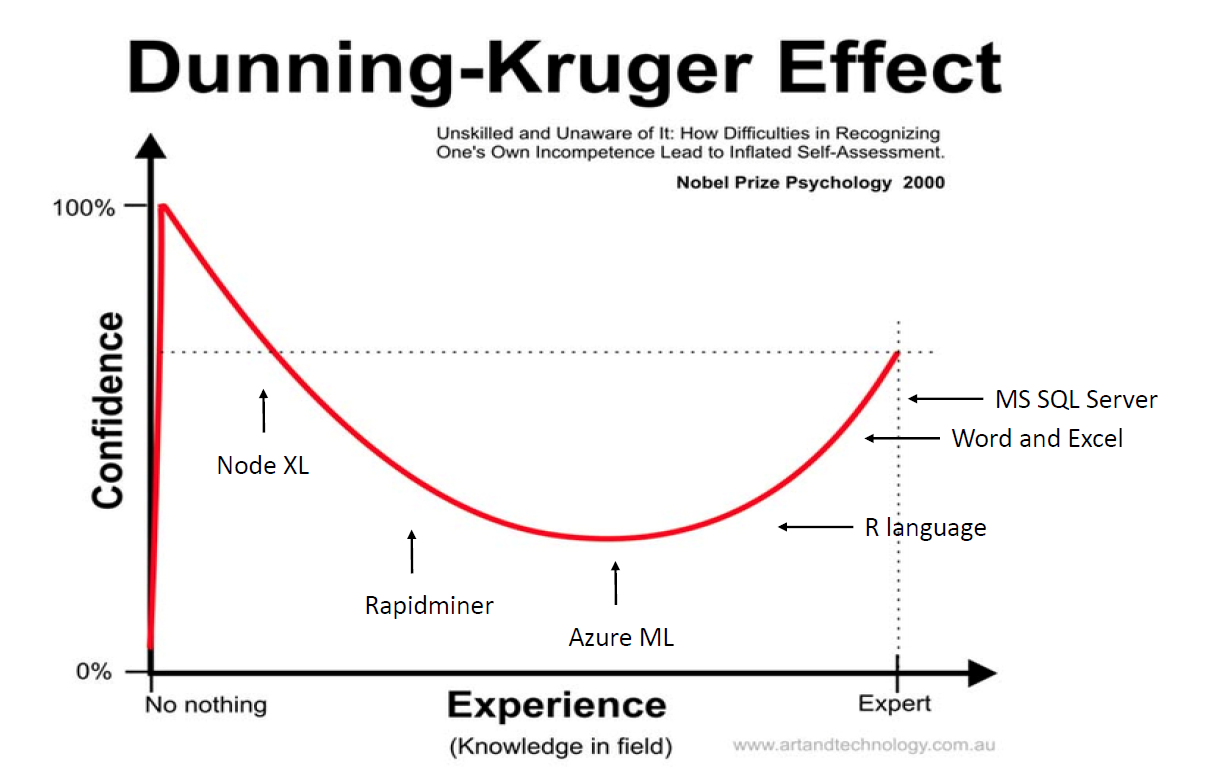 Dunning-Kruger Effect
Unskilled and Unaware of It: How Difficulties in Recognizing
One's Own Incompetence Lead to Inflated Self-Assessment.
Nobel Prize Psychology 2000
100%
Confidence
MS SQL Server
Word and Excel
Node XL
R language
Rapidminer
Azure ML
0%
No nothing
Experience
Expert
(Knowledge in field)
www.artandtechnology.com.au